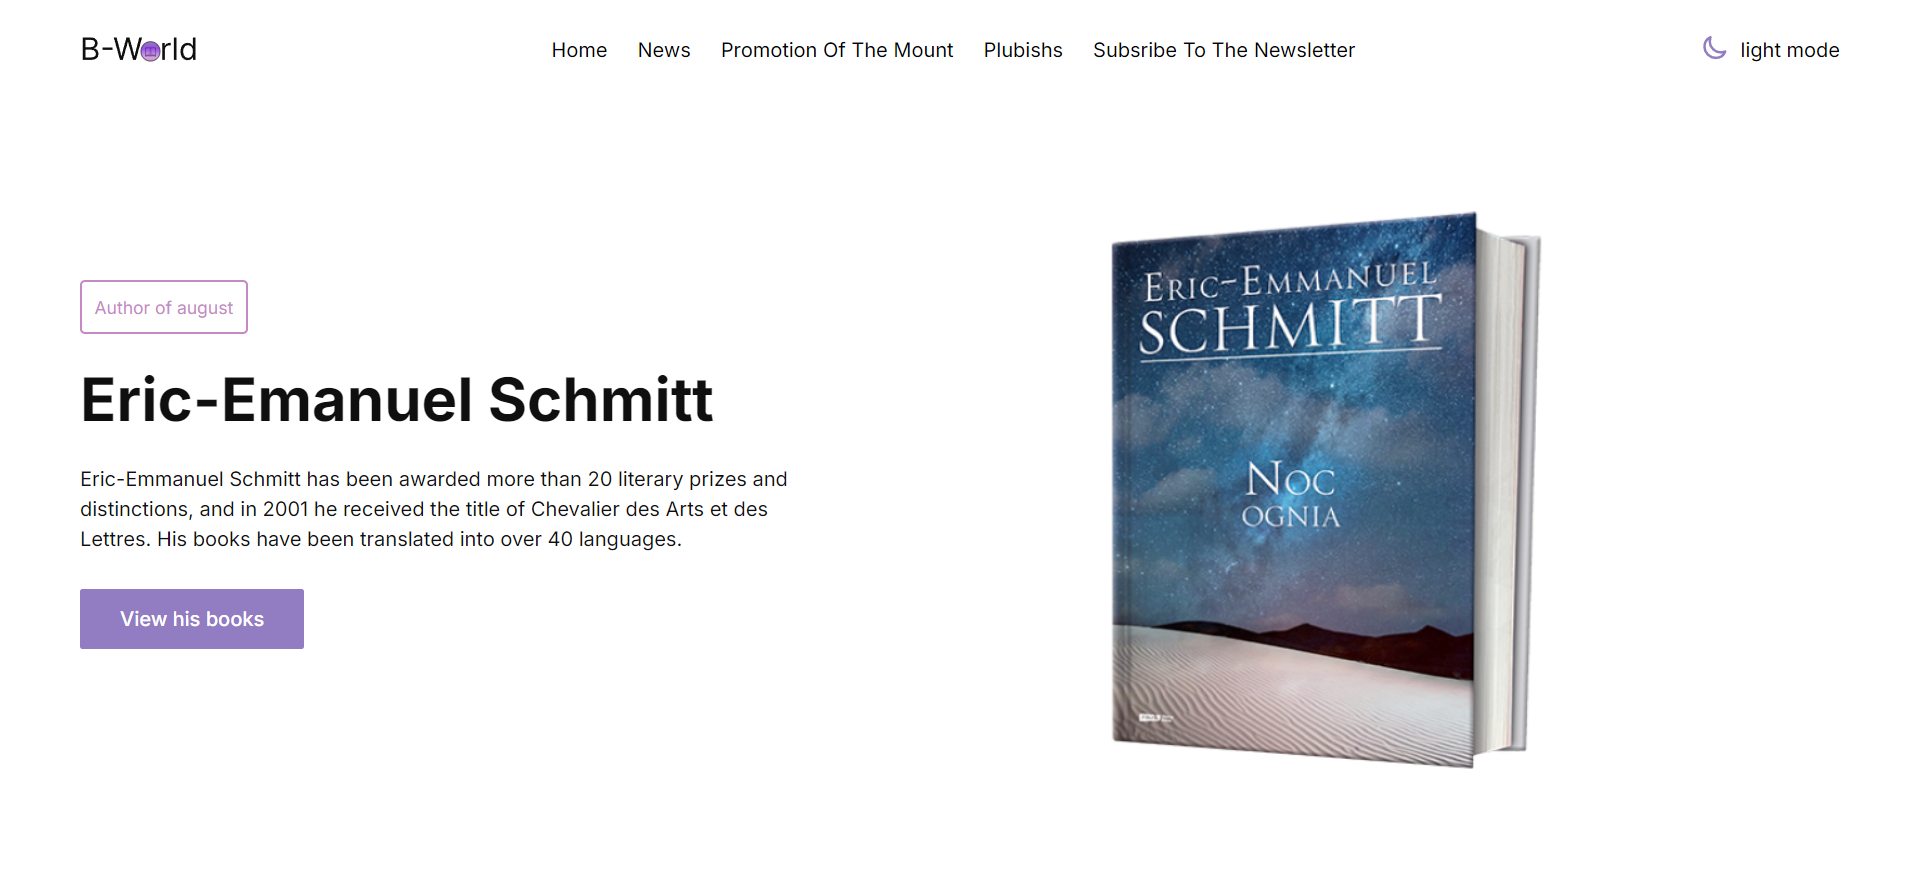 B-World
Home News Promotion Of The Mount Plubishs Subsribe To The Newsletter
light mode
Author of august
Eric-Emanuel Schmitt
Eric-Emmanuel Schmitt has been awarded more than 20 literary prizes and
distinctions, and in 2001 he received the title of Chevalier des Arts et des
Lettres. His books have been translated into over 40 languages.
View his books
ERIC-EMMANUEL
SCHMITT
NOC
OGNIA